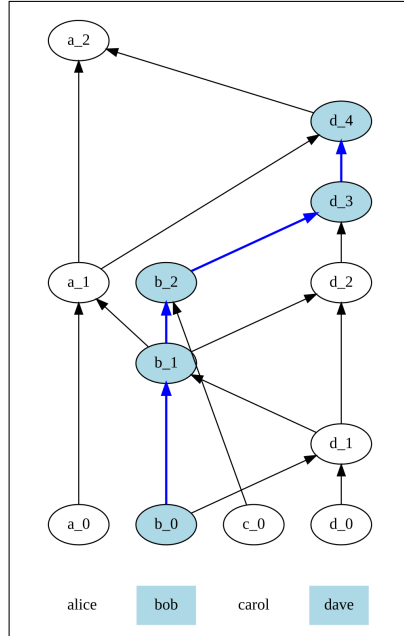 a_2
d_4
d_3
a_1 b_2 d_2
b_1
d_1
a_0 b_0 c_0 d_0
alice bob carol dave